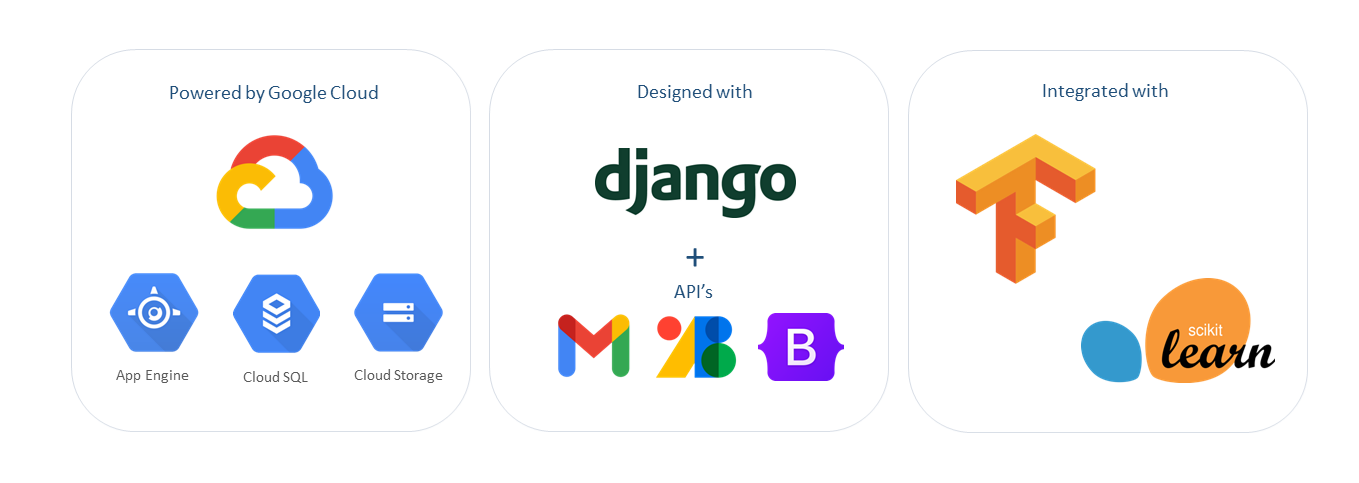 Powered by Google Cloud
App Engine
Cloud SQL
Cloud Storage
Designed with
django
+
API’s
B
Integrated with
scikit
learn